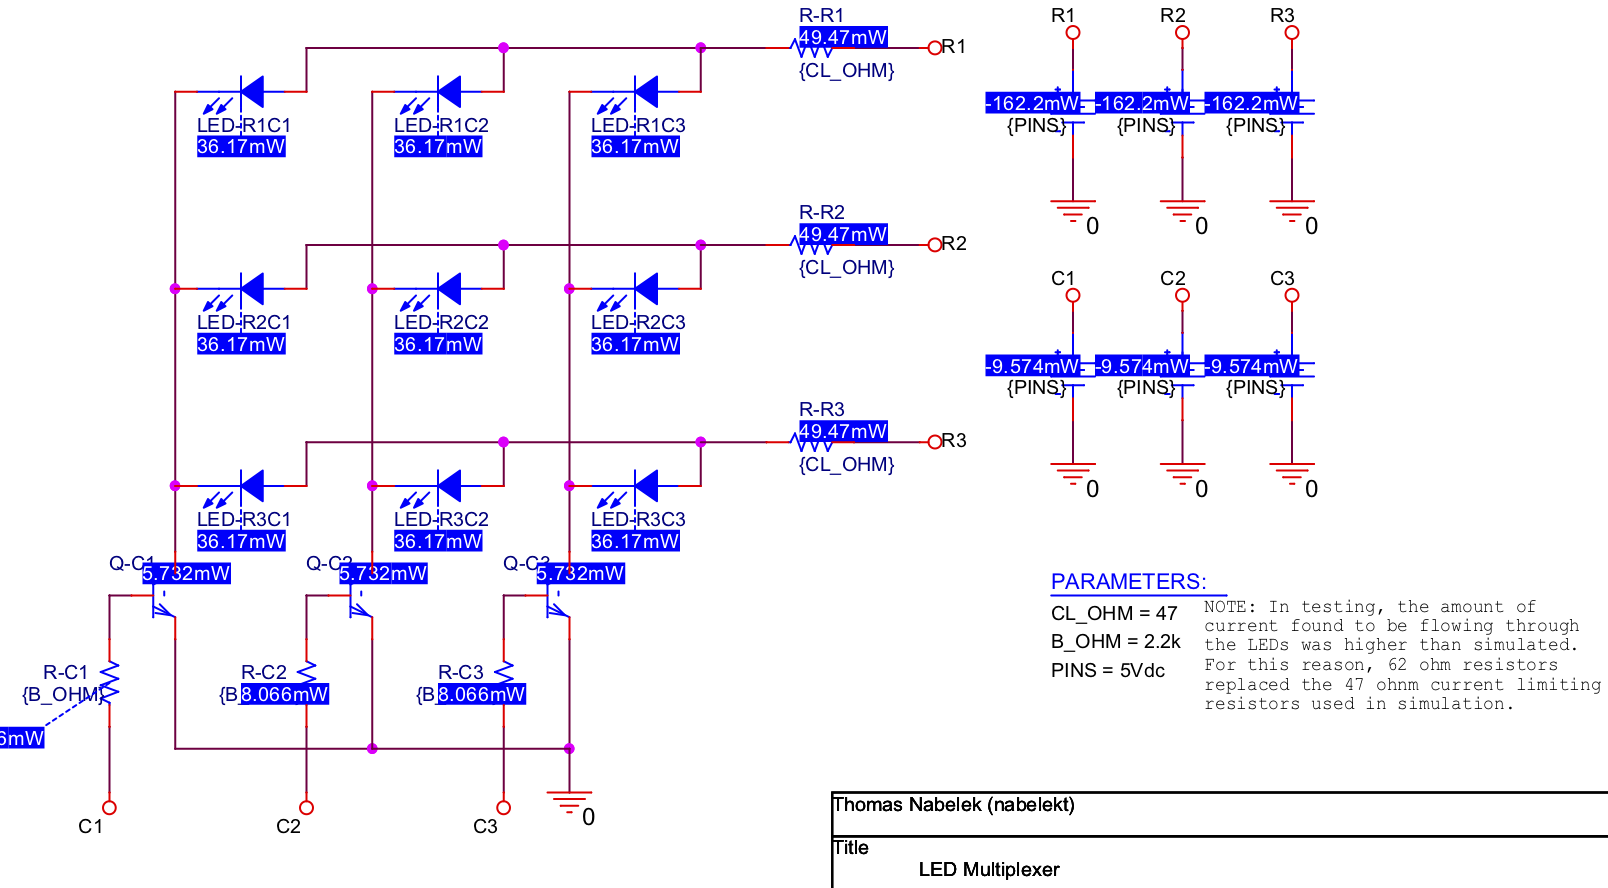 R-R1
49.47mW
{CL_OHM}
R1
LED-R1C1
36.17mW
LED-R1C2
36.17mW
LED-R1C3
36.17mW
R-R2
49.47mW
{CL_OHM}
R2
LED-R2C1
36.17mW
LED-R2C2
36.17mW
LED-R2C3
36.17mW
R-R3
49.47mW
{CL_OHM}
R3
LED-R3C1
36.17mW
LED-R3C2
36.17mW
LED-R3C3
36.17mW
Q-C1
5.732mW
Q-C2
5.732mW
Q-C3
5.732mW
R-C1
{B_OHM}
6mW
R-C2
{B
8.066mW
R-C3
{B
8.066mW
C1
C2
C3
0
R1
R2
R3
-162.2mW
-162.2mW
-162.2mW
{PINS}
{PINS}
{PINS}
0
0
0
C1
C2
C3
-9.574mW
-9.574mW
-9.574mW
{PINS}
{PINS}
{PINS}
0
0
0
PARAMETERS:
CL_OHM = 47
B_OHM = 2.2k
PINS = 5Vdc
NOTE: In testing, the amount of
current found to be flowing through
the LEDs was higher than simulated.
For this reason, 62 ohm resistors
replaced the 47 ohnm current limiting
resistors used in simulation.
Thomas Nabelek (nabelekt)
Title
LED Multiplexer